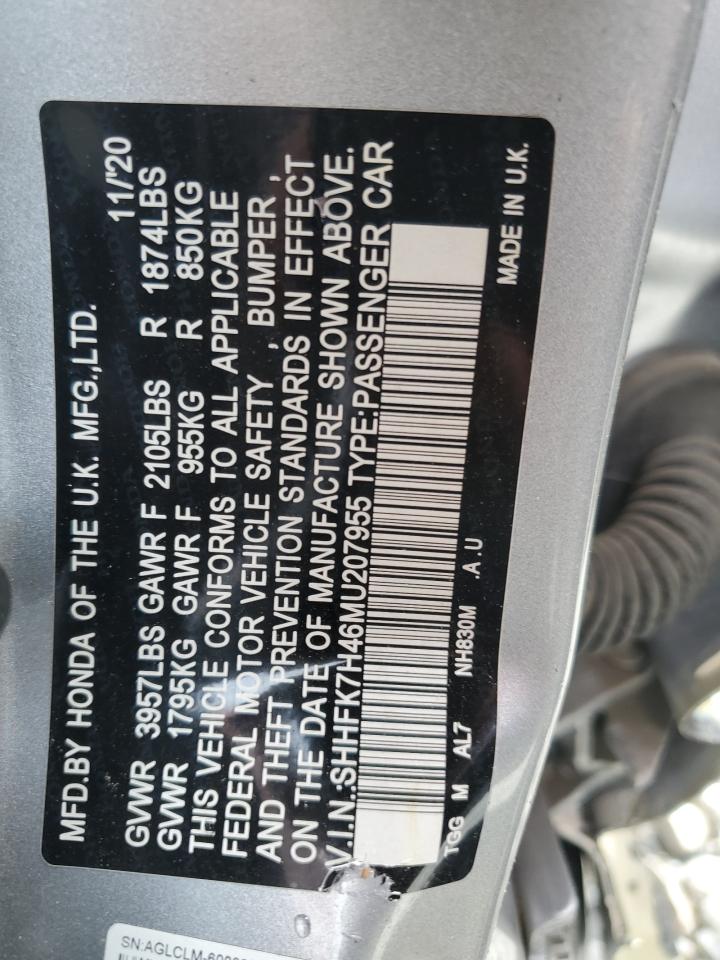 MFD.BY HONDA OF THE U.K. MFG.,LTD.
11/'20
GVWR 3957LBS GAWR F 2105LBS R 1874LBS
GVWR 1795KG GAWR F 955KG R 850KG
THIS VEHICLE CONFORMS TO ALL APPLICABLE
FEDERAL MOTOR VEHICLE SAFETY , BUMPER ,
AND THEFT PREVENTION STANDARDS IN EFFECT
ON THE DATE OF MANUFACTURE SHOWN ABOVE.
V.I.N.:SHHFK7H46MU207955 TYPE:PASSENGER CAR
TGG M AL7 NH830M .A.U
MADE IN U.K.